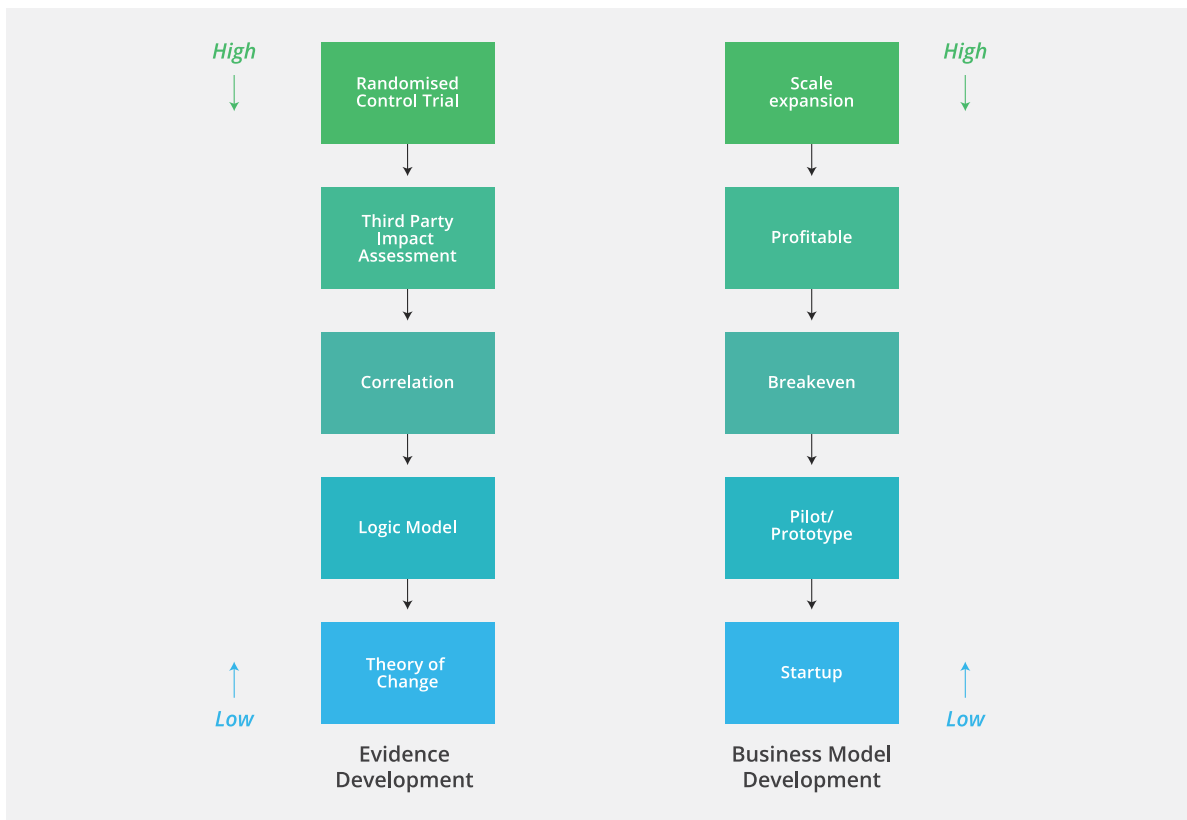 High
Randomised
Control Trial
Third Party
Impact
Assessment
Correlation
Logic Model
Theory of
Change
Low
Evidence
Development
High
Scale
expansion
Profitable
Breakeven
Pilot/
Prototype
Startup
Low
Business Model
Development